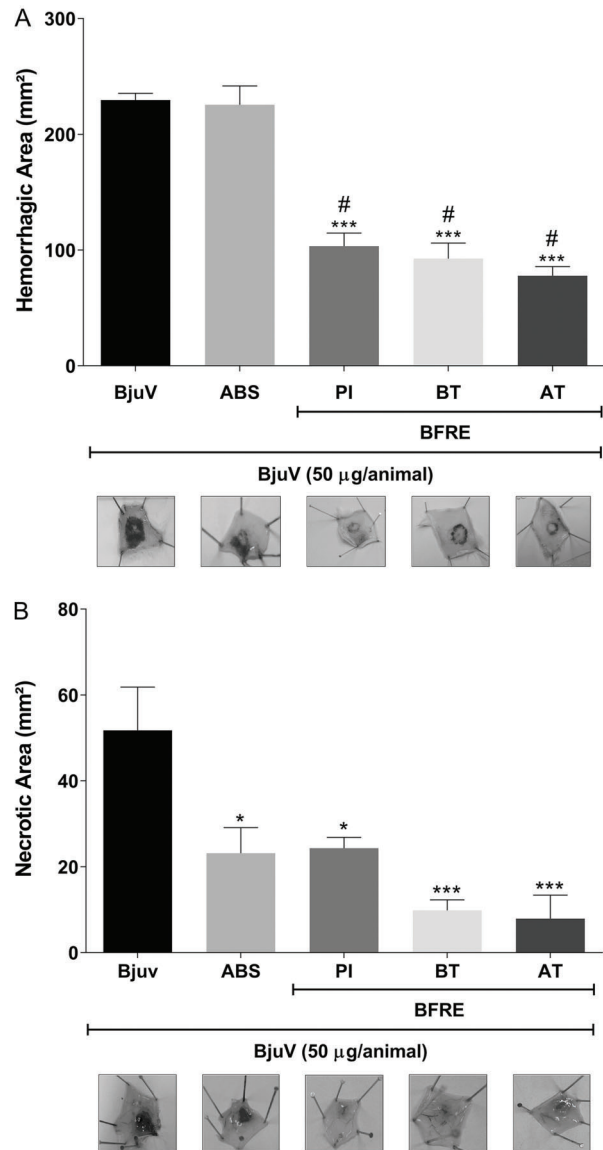 A
Hemorrhagic Area (mm²)
300
200
100
0
#
***
#
***
#
***
BjuV ABS PI BT AT
BFRE
BjuV (50 μg/animal)
B
Necrotic Area (mm²)
80
60
40
20
0
*
*
***
***
Bjuv ABS PI BT AT
BFRE
BjuV (50 μg/animal)